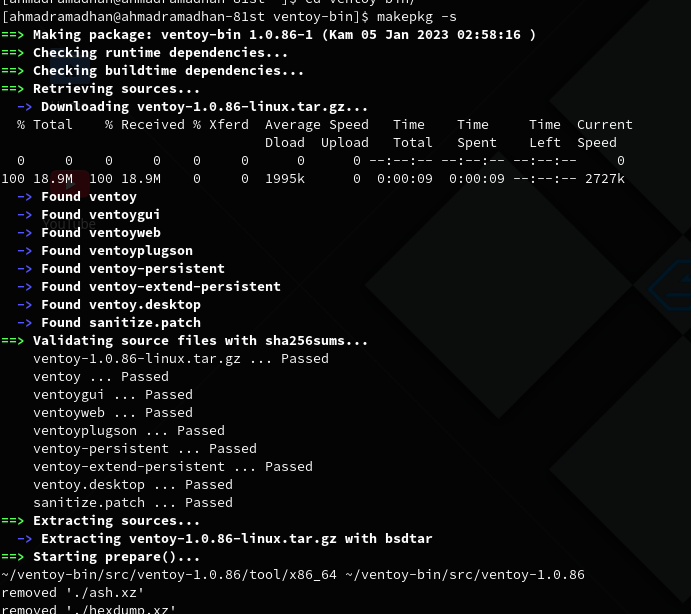 [ahmadramadhan@ahmadramadhan-81st ~]$ cd ventoy-bin/
[ahmadramadhan@ahmadramadhan-81st ventoy-bin]$ makepkg -s
==> Making package: ventoy-bin 1.0.86-1 (Kam 05 Jan 2023 02:58:16 )
==> Checking runtime dependencies...
==> Checking buildtime dependencies...
==> Retrieving sources...
  -> Downloading ventoy-1.0.86-linux.tar.gz...
  % Total    % Received % Xferd  Average Speed   Time    Time     Time  Current
                                 Dload  Upload   Total   Spent    Left  Speed
  0     0    0     0    0     0      0      0 --:--:-- --:--:-- --:--:--     0
100 18.9M  100 18.9M    0     0  1995k      0  0:00:09  0:00:09 --:--:-- 2727k
  -> Found ventoy
  -> Found ventoygui
  -> Found ventoyweb
  -> Found ventoyplugson
  -> Found ventoy-persistent
  -> Found ventoy-extend-persistent
  -> Found ventoy.desktop
  -> Found sanitize.patch
==> Validating source files with sha256sums...
    ventoy-1.0.86-linux.tar.gz ... Passed
    ventoy ... Passed
    ventoygui ... Passed
    ventoyweb ... Passed
    ventoyplugson ... Passed
    ventoy-persistent ... Passed
    ventoy-extend-persistent ... Passed
    ventoy.desktop ... Passed
    sanitize.patch ... Passed
==> Extracting sources...
  -> Extracting ventoy-1.0.86-linux.tar.gz with bsdtar
==> Starting prepare()...
~/ventoy-bin/src/ventoy-1.0.86/tool/x86_64 ~/ventoy-bin/src/ventoy-1.0.86
removed './ash.xz'
removed './hexdump.xz'